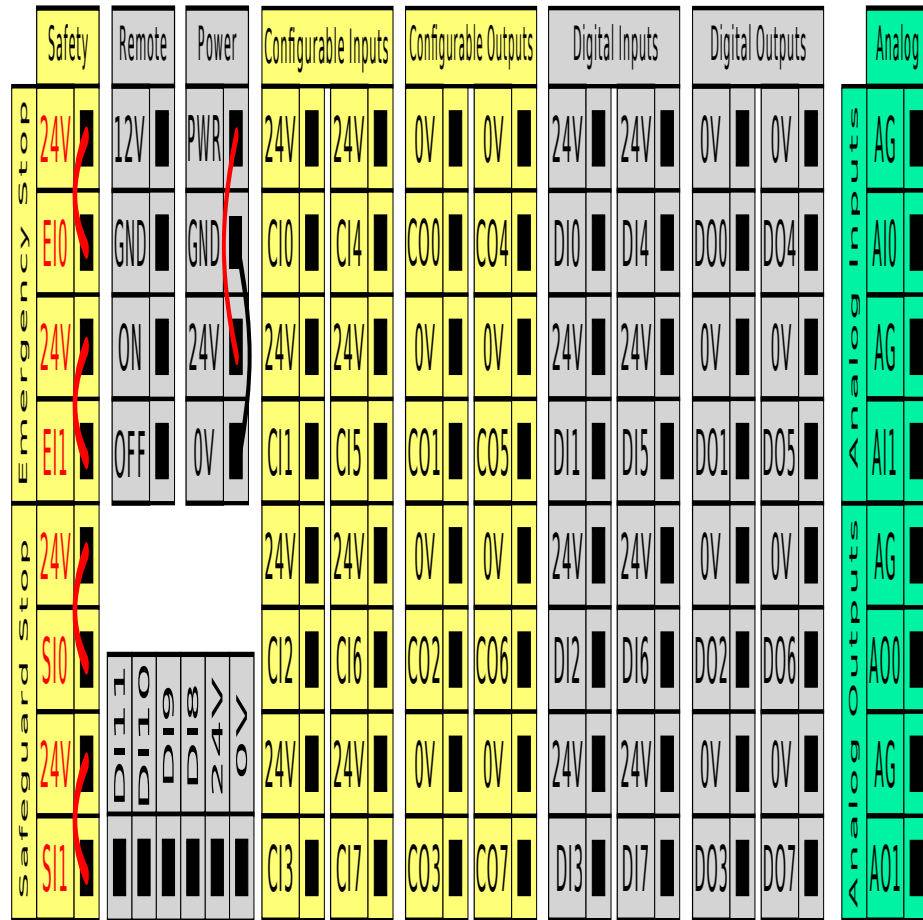 Safety
Remote
Power
Configurable Inputs
Configurable Outputs
Digital Inputs
Digital Outputs
Analog
Emergency Stop
24V
EI0
24V
EI1
Safeguard Stop
24V
SI0
24V
SI1
12V
GND
ON
OFF
PWR
GND
24V
0V
DI11
DI10
DI9
DI8
24V
0V
24V 24V
CI0 CI4
24V 24V
CI1 CI5
24V 24V
CI2 CI6
24V 24V
CI3 CI7
0V 0V
CO0 CO4
0V 0V
CO1 CO5
0V 0V
CO2 CO6
0V 0V
CO3 CO7
24V 24V
DI0 DI4
24V 24V
DI1 DI5
24V 24V
DI2 DI6
24V 24V
DI3 DI7
0V 0V
DO0 DO4
0V 0V
DO1 DO5
0V 0V
DO2 DO6
0V 0V
DO3 DO7
Analog Inputs
AG
AI0
AG
AI1
Analog Outputs
AG
AO0
AG
AO1